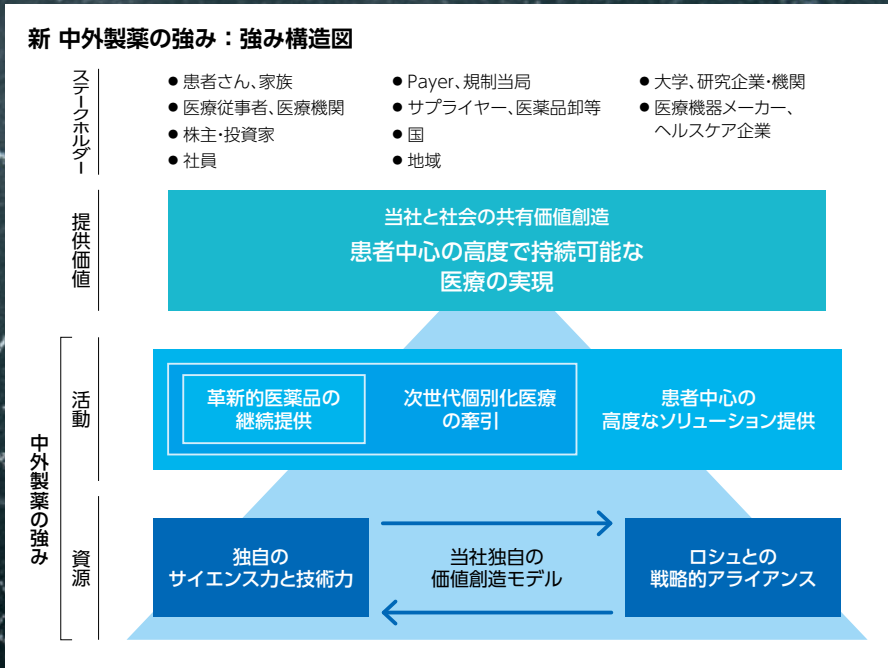 新 中外製薬の強み：強み構造図
ステークホルダー
● 患者さん、家族
● 医療従事者、医療機関
● 株主・投資家
● 社員
● Payer、規制当局
● サプライヤー、医薬品卸等
● 国
● 地域
● 大学、研究企業・機関
● 医療機器メーカー、
ヘルスケア企業
提供価値
当社と社会の共有価値創造
患者中心の高度で持続可能な
医療の実現
中外製薬の強み
活動
革新的医薬品の
継続提供
次世代個別化医療
の牽引
患者中心の
高度なソリューション提供
資源
独自の
サイエンス力と技術力
当社独自の
価値創造モデル
ロシュとの
戦略的アライアンス